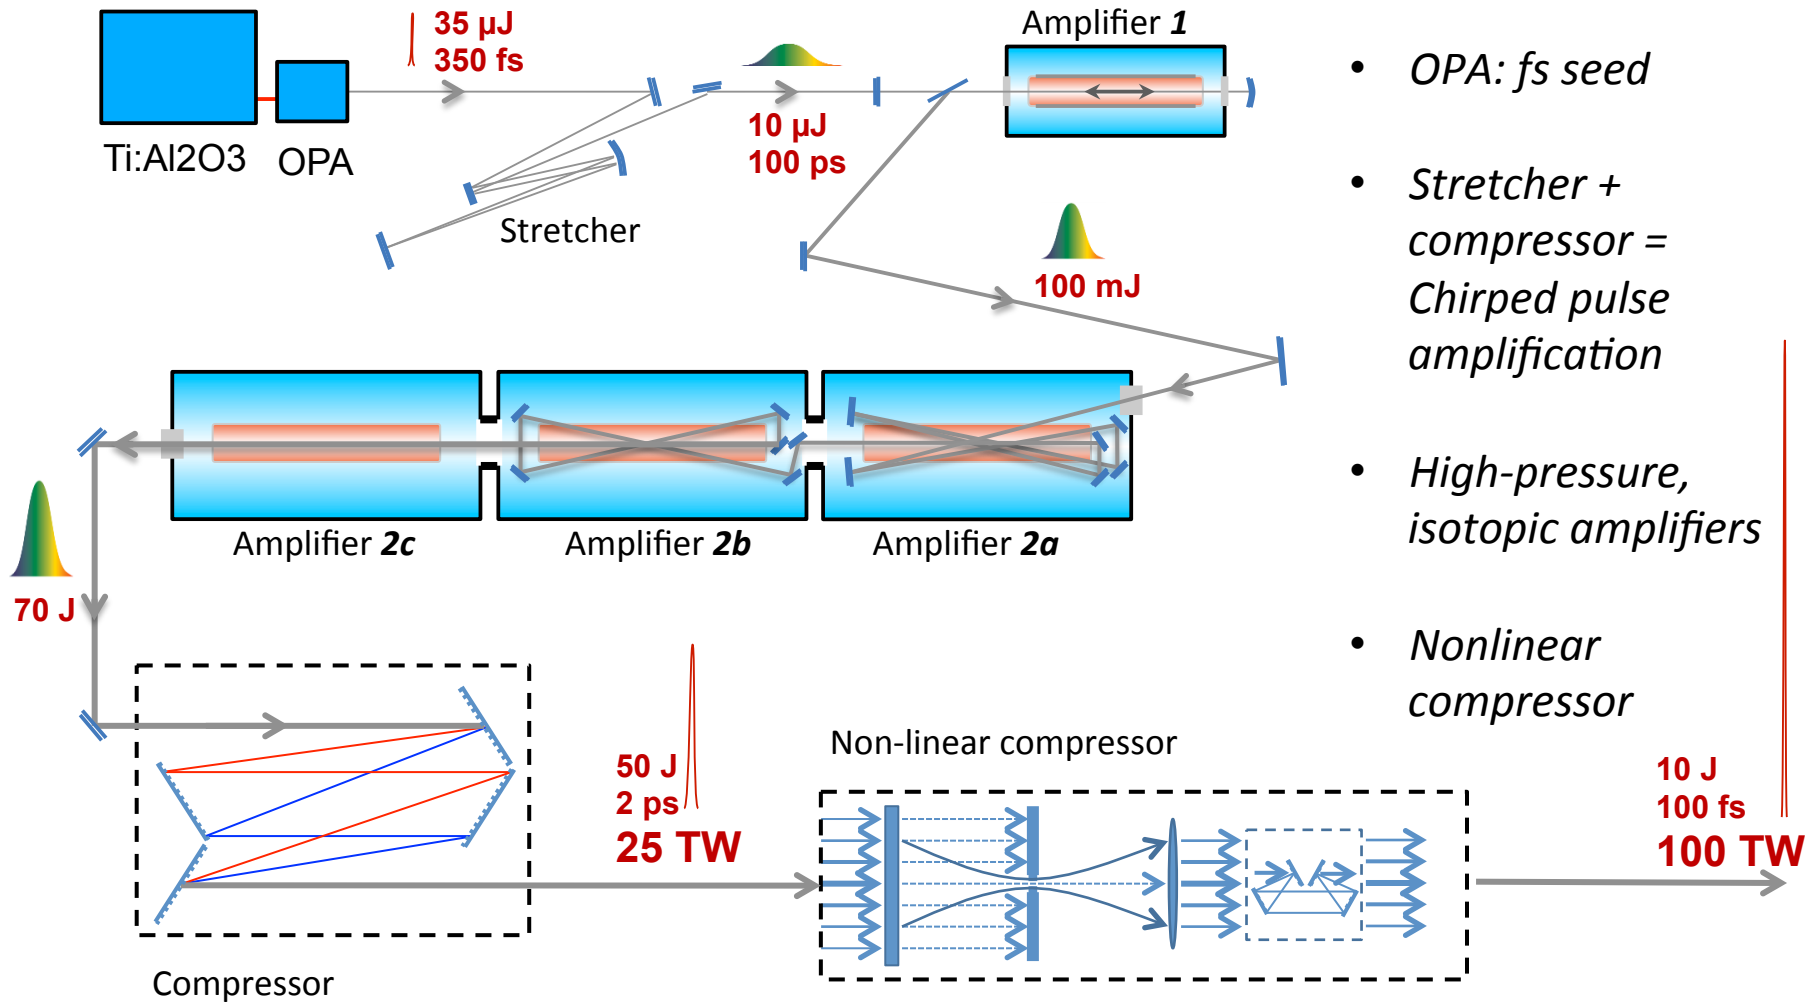 35 µJ
350 fs
Ti:Al2O3
OPA
Stretcher
10 µJ
100 ps
Amplifier 1
100 mJ
Amplifier 2c
Amplifier 2b
Amplifier 2a
70 J
Compressor
50 J
2 ps
25 TW
Non-linear compressor
10 J
100 fs
100 TW
• OPA: fs seed
• Stretcher +
compressor =
Chirped pulse
amplification
• High-pressure,
isotopic amplifiers
• Nonlinear
compressor